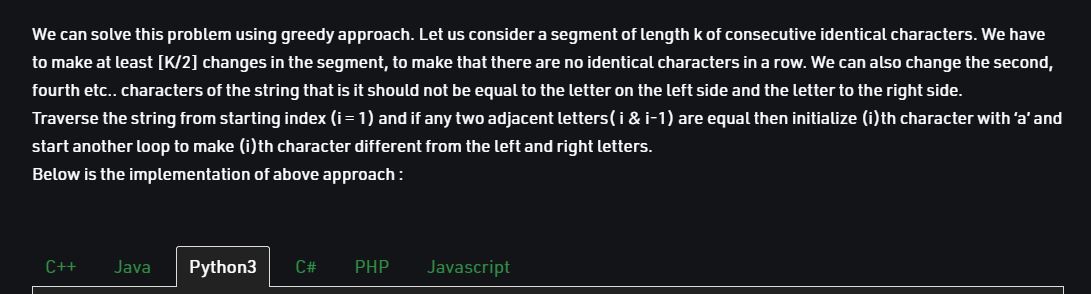 We can solve this problem using greedy approach. Let us consider a segment of length k of consecutive identical characters. We have
to make at least [K/2] changes in the segment, to make that there are no identical characters in a row. We can also change the second,
fourth etc.. characters of the string that is it should not be equal to the letter on the left side and the letter to the right side.
Traverse the string from starting index (i = 1) and if any two adjacent letters( i & i-1) are equal then initialize (i)th character with ‘a’ and
start another loop to make (i)th character different from the left and right letters.
Below is the implementation of above approach :
C++ Java Python3 C# PHP Javascript